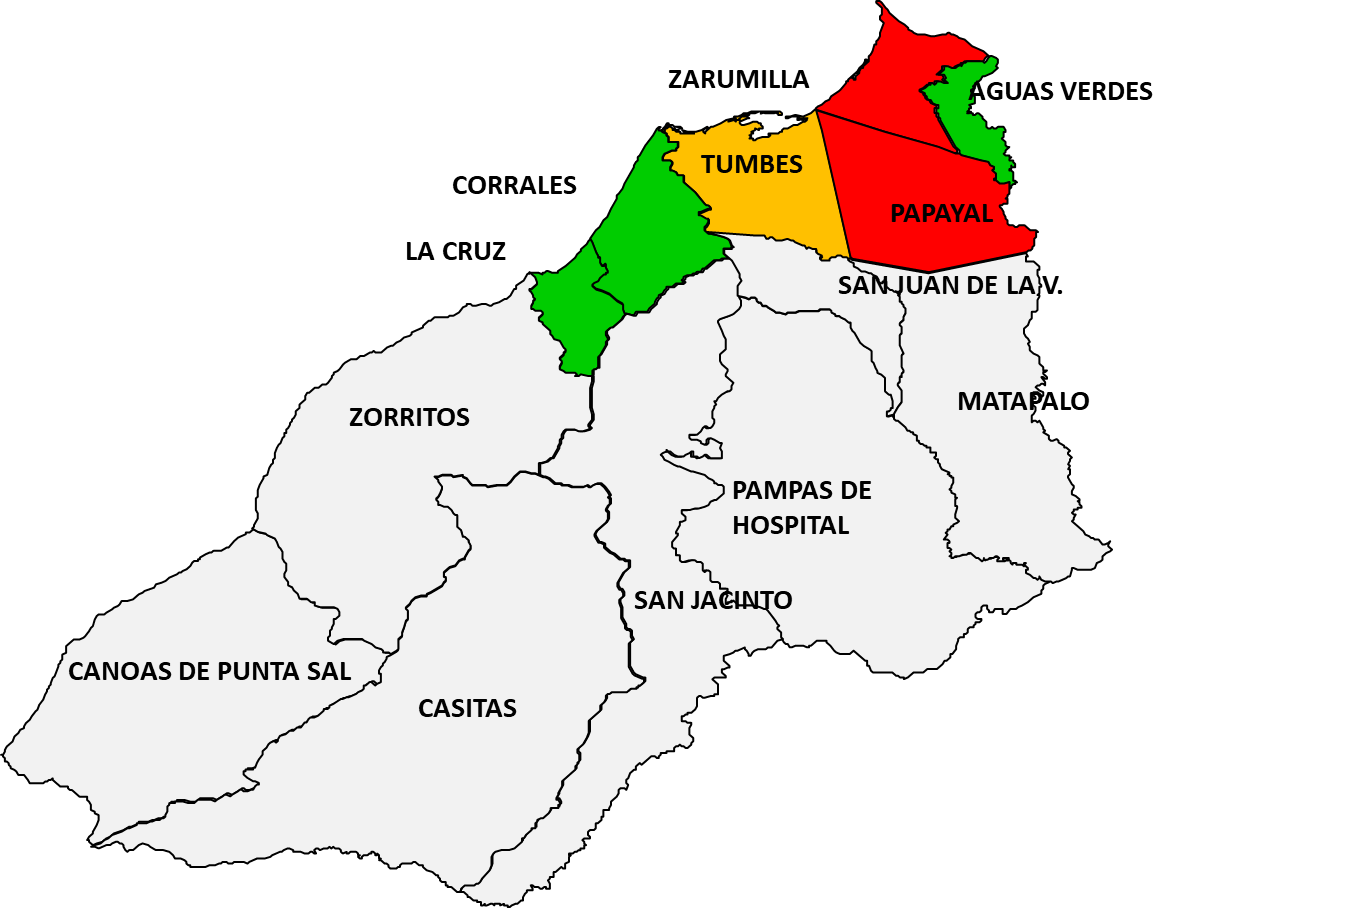 ZARUMILLA
AGUAS VERDES
TUMBES
CORRALES
PAPAYAL
LA CRUZ
SAN JUAN DE LA V.
MATAPALO
ZORRITOS
PAMPAS DE
HOSPITAL
SAN JACINTO
CANOAS DE PUNTA SAL
CASITAS